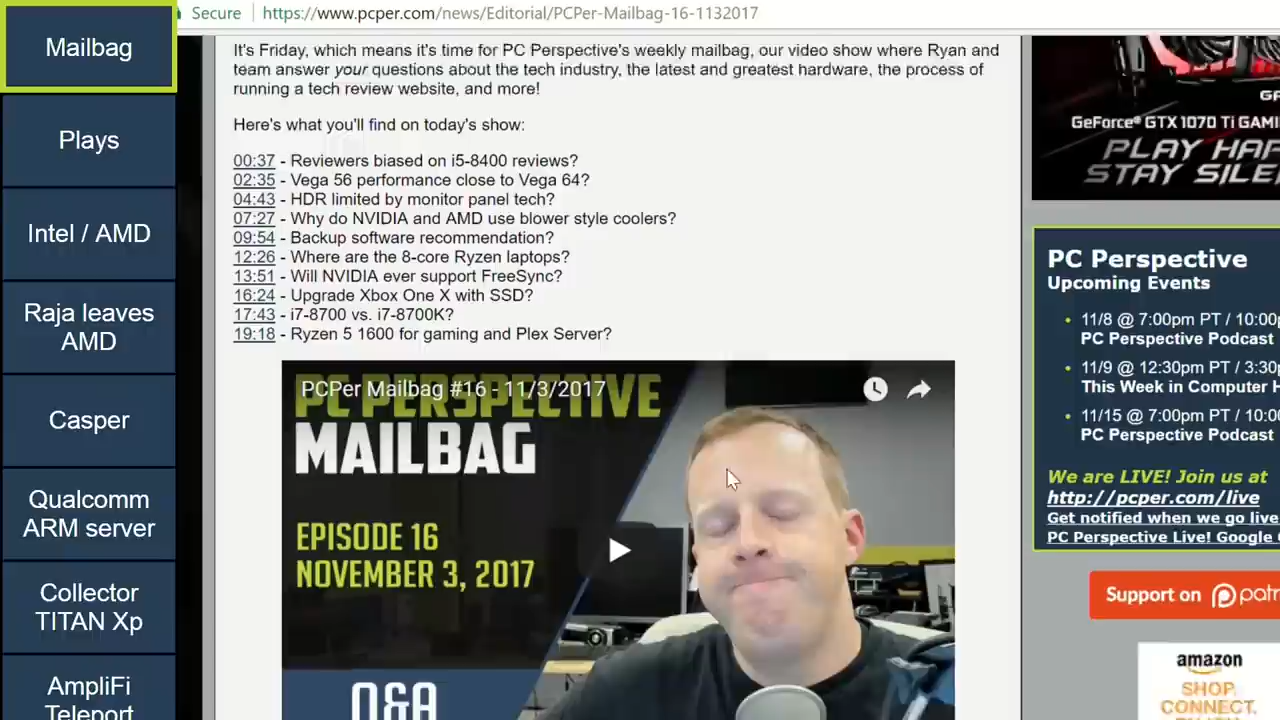 Mailbag
Plays
Intel / AMD
Raja leaves
AMD
Casper
Qualcomm
ARM server
Collector
TITAN Xp
AmpliFi
Teleport
Secure
https://www.pcper.com/news/Editorial/PCPer-Mailbag-16-1132017
It's Friday, which means it's time for PC Perspective's weekly mailbag, our video show where Ryan and
team answer your questions about the tech industry, the latest and greatest hardware, the process of
running a tech review website, and more!
Here's what you'll find on today's show:
00:37 - Reviewers biased on i5-8400 reviews?
02:35 - Vega 56 performance close to Vega 64?
04:43 - HDR limited by monitor panel tech?
07:27 - Why do NVIDIA and AMD use blower style coolers?
09:54 - Backup software recommendation?
12:26 - Where are the 8-core Ryzen laptops?
13:51 - Will NVIDIA ever support FreeSync?
16:24 - Upgrade Xbox One X with SSD?
17:43 - i7-8700 vs. i7-8700K?
19:18 - Ryzen 5 1600 for gaming and Plex Server?
PCPer Mailbag #16 - 11/3/2017
PC PERSPECTIVE
MAILBAG
EPISODE 16
NOVEMBER 3, 2017
Q&A
GeForce® GTX 1070 Ti GAMI
PLAY HAR
STAY SILE
PC Perspective
Upcoming Events
11/8 @ 7:00pm PT / 10:00p
PC Perspective Podcast
11/9 @ 12:30pm PT / 3:30p
This Week in Computer H
11/15 @ 7:00pm PT / 10:00
PC Perspective Podcast
We are LIVE! Join us at
http://pcper.com/live
Get notified when we go live
PC Perspective Live! Google C
Support on patr
amazon
SHOP.
CONNECT.